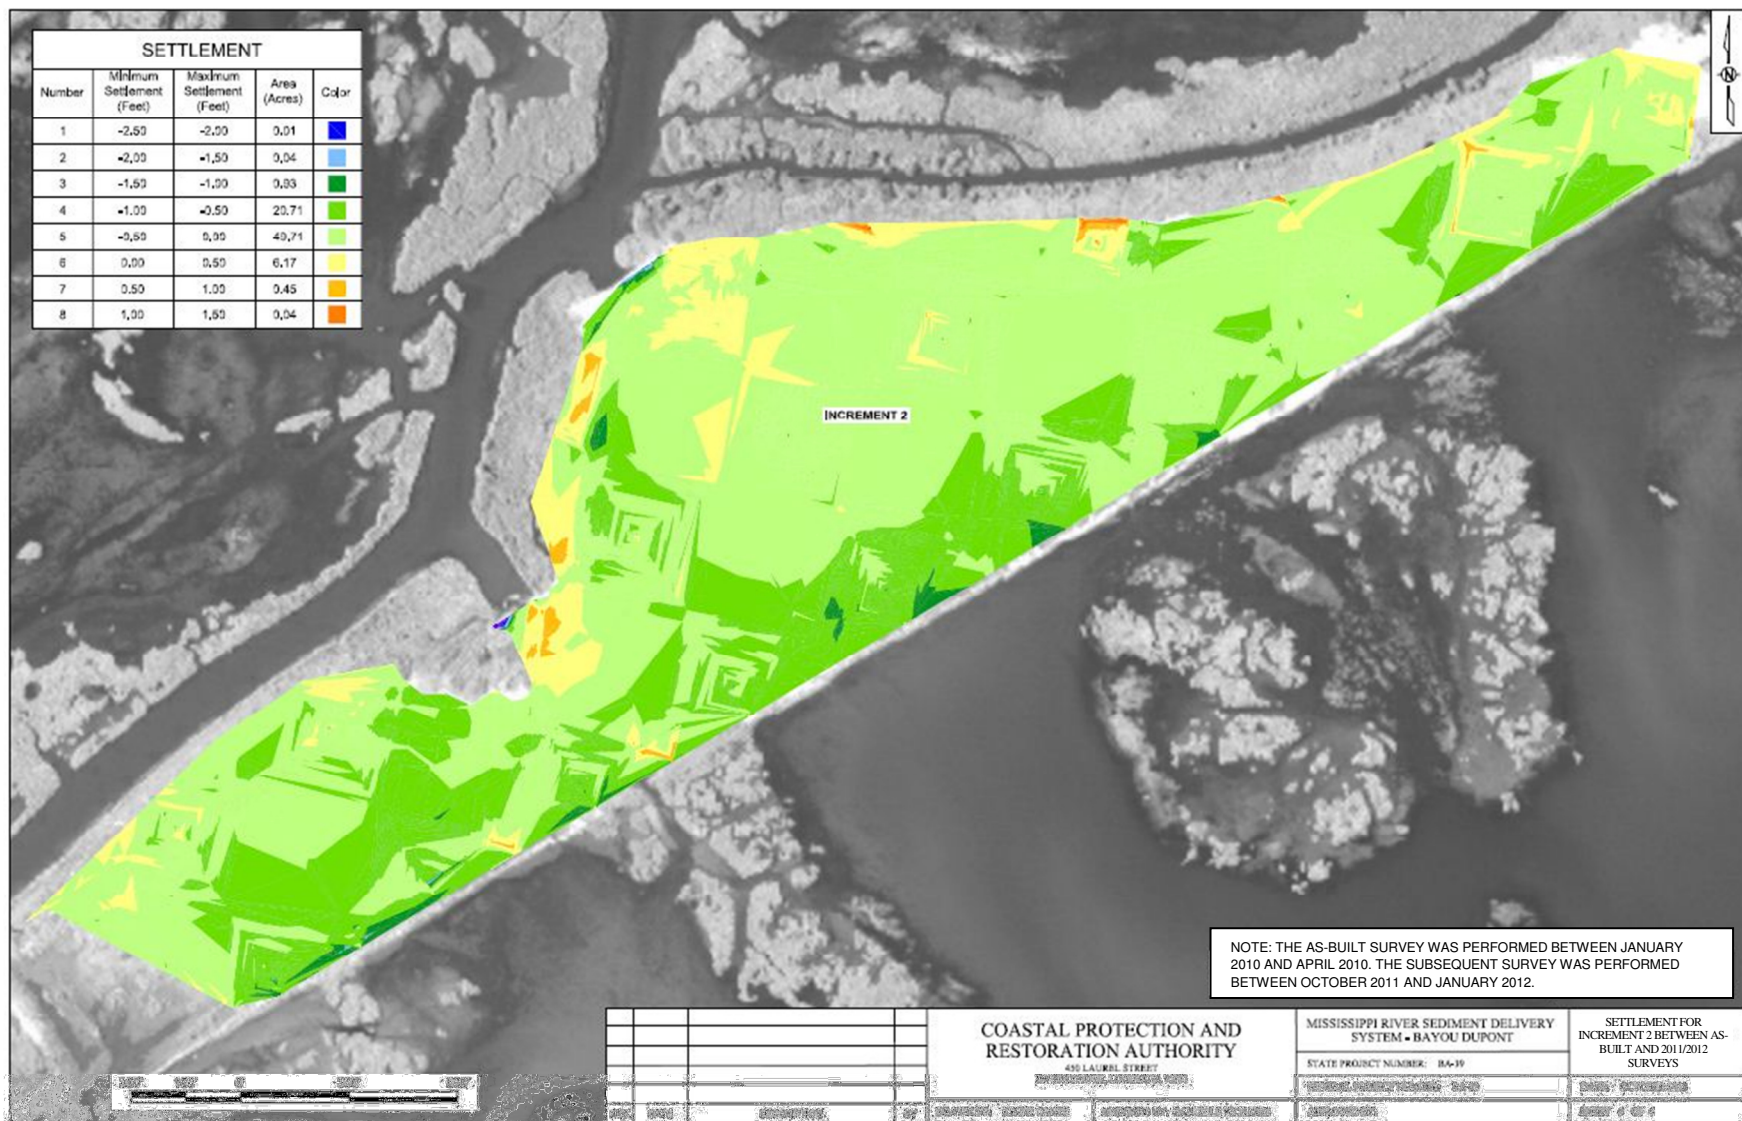 SETTLEMENT
Number Minimum Settlement (Feet) Maximum Settlement (Feet) Area (Acres) Color
1 -2.50 -2.00 0.01
2 -2.00 -1.50 0.04
3 -1.50 -1.00 0.93
4 -1.00 -0.50 20.71
5 -0.50 0.00 49.71
6 0.00 0.50 6.17
7 0.50 1.00 0.45
8 1.00 1.50 0.04
N
INCREMENT 2
NOTE: THE AS-BUILT SURVEY WAS PERFORMED BETWEEN JANUARY
2010 AND APRIL 2010. THE SUBSEQUENT SURVEY WAS PERFORMED
BETWEEN OCTOBER 2011 AND JANUARY 2012.
COASTAL PROTECTION AND
RESTORATION AUTHORITY
450 LAUREL STREET
MISSISSIPPI RIVER SEDIMENT DELIVERY
SYSTEM - BAYOU DUPONT
STATE PROJECT NUMBER: BA-39
SETTLEMENT FOR
INCREMENT 2 BETWEEN AS-
BUILT AND 2011/2012
SURVEYS